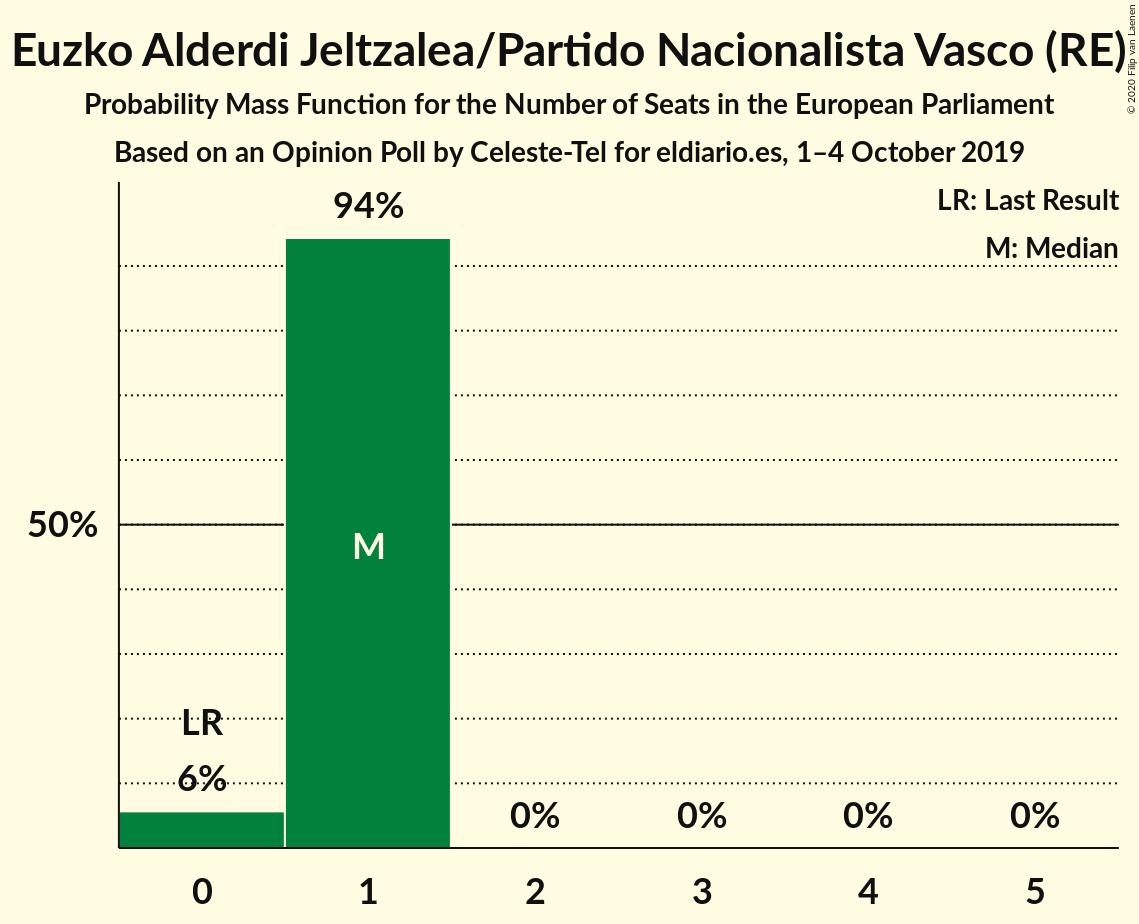 Euzko Alderdi Jeltzalea/Partido Nacionalista Vasco (RE)
© 2020 Filip van Laenen
Probability Mass Function for the Number of Seats in the European Parliament
Based on an Opinion Poll by Celeste-Tel for eldiario.es, 1–4 October 2019
LR: Last Result
M: Median
94%
50%
M
LR
6%
0%
0%
0%
0%
0
1
2
3
4
5